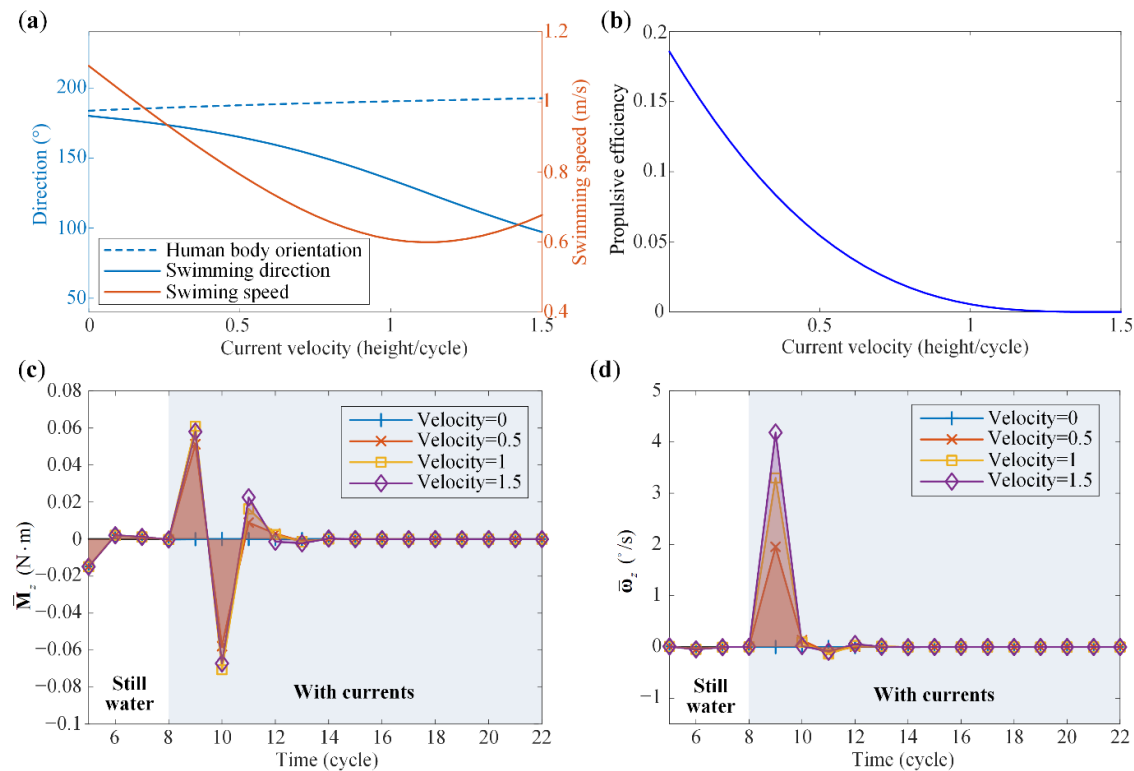 (a)
200
150
100
50
Direction (°)
1.2
1
0.8
0.6
0.4
Swimming speed (m/s)
Human body orientation
Swimming direction
Swiming speed
0 0.5 1 1.5
Current velocity (height/cycle)
(b)
0.2
0.15
0.1
0.05
0
Propulsive efficiency
0.5 1 1.5
Current velocity (height/cycle)
(c)
0.08
0.06
0.04
0.02
0
−0.02
−0.04
−0.06
−0.08
−0.1
M̄z (N·m)
Velocity=0
Velocity=0.5
Velocity=1
Velocity=1.5
Still
water
With currents
6 8 10 12 14 16 18 20 22
Time (cycle)
(d)
5
4
3
2
1
0
−1
ω̄z (°/s)
Velocity=0
Velocity=0.5
Velocity=1
Velocity=1.5
Still
water
With currents
6 8 10 12 14 16 18 20 22
Time (cycle)